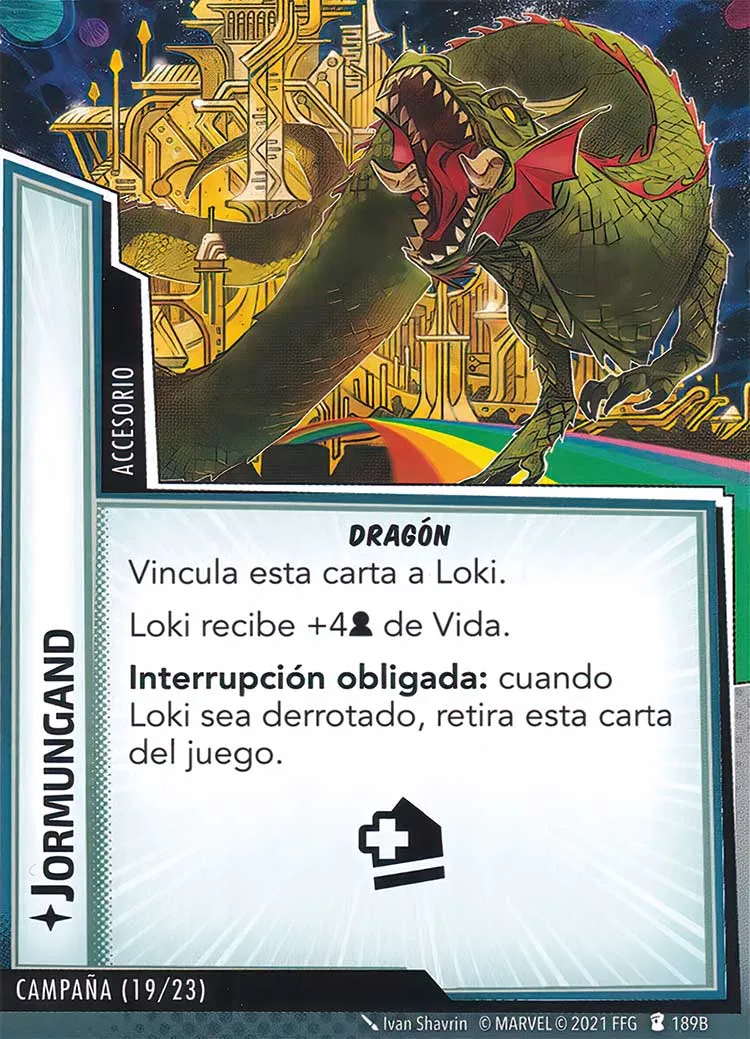 ACCESORIO
JORMUNGAND
DRAGÓN
Vincula esta carta a Loki.
Loki recibe +4 de Vida.
Interrupción obligada: cuando
Loki sea derrotado, retira esta carta
del juego.
CAMPAÑA (19/23)
Ivan Shavrin © MARVEL © 2021 FFG 189B